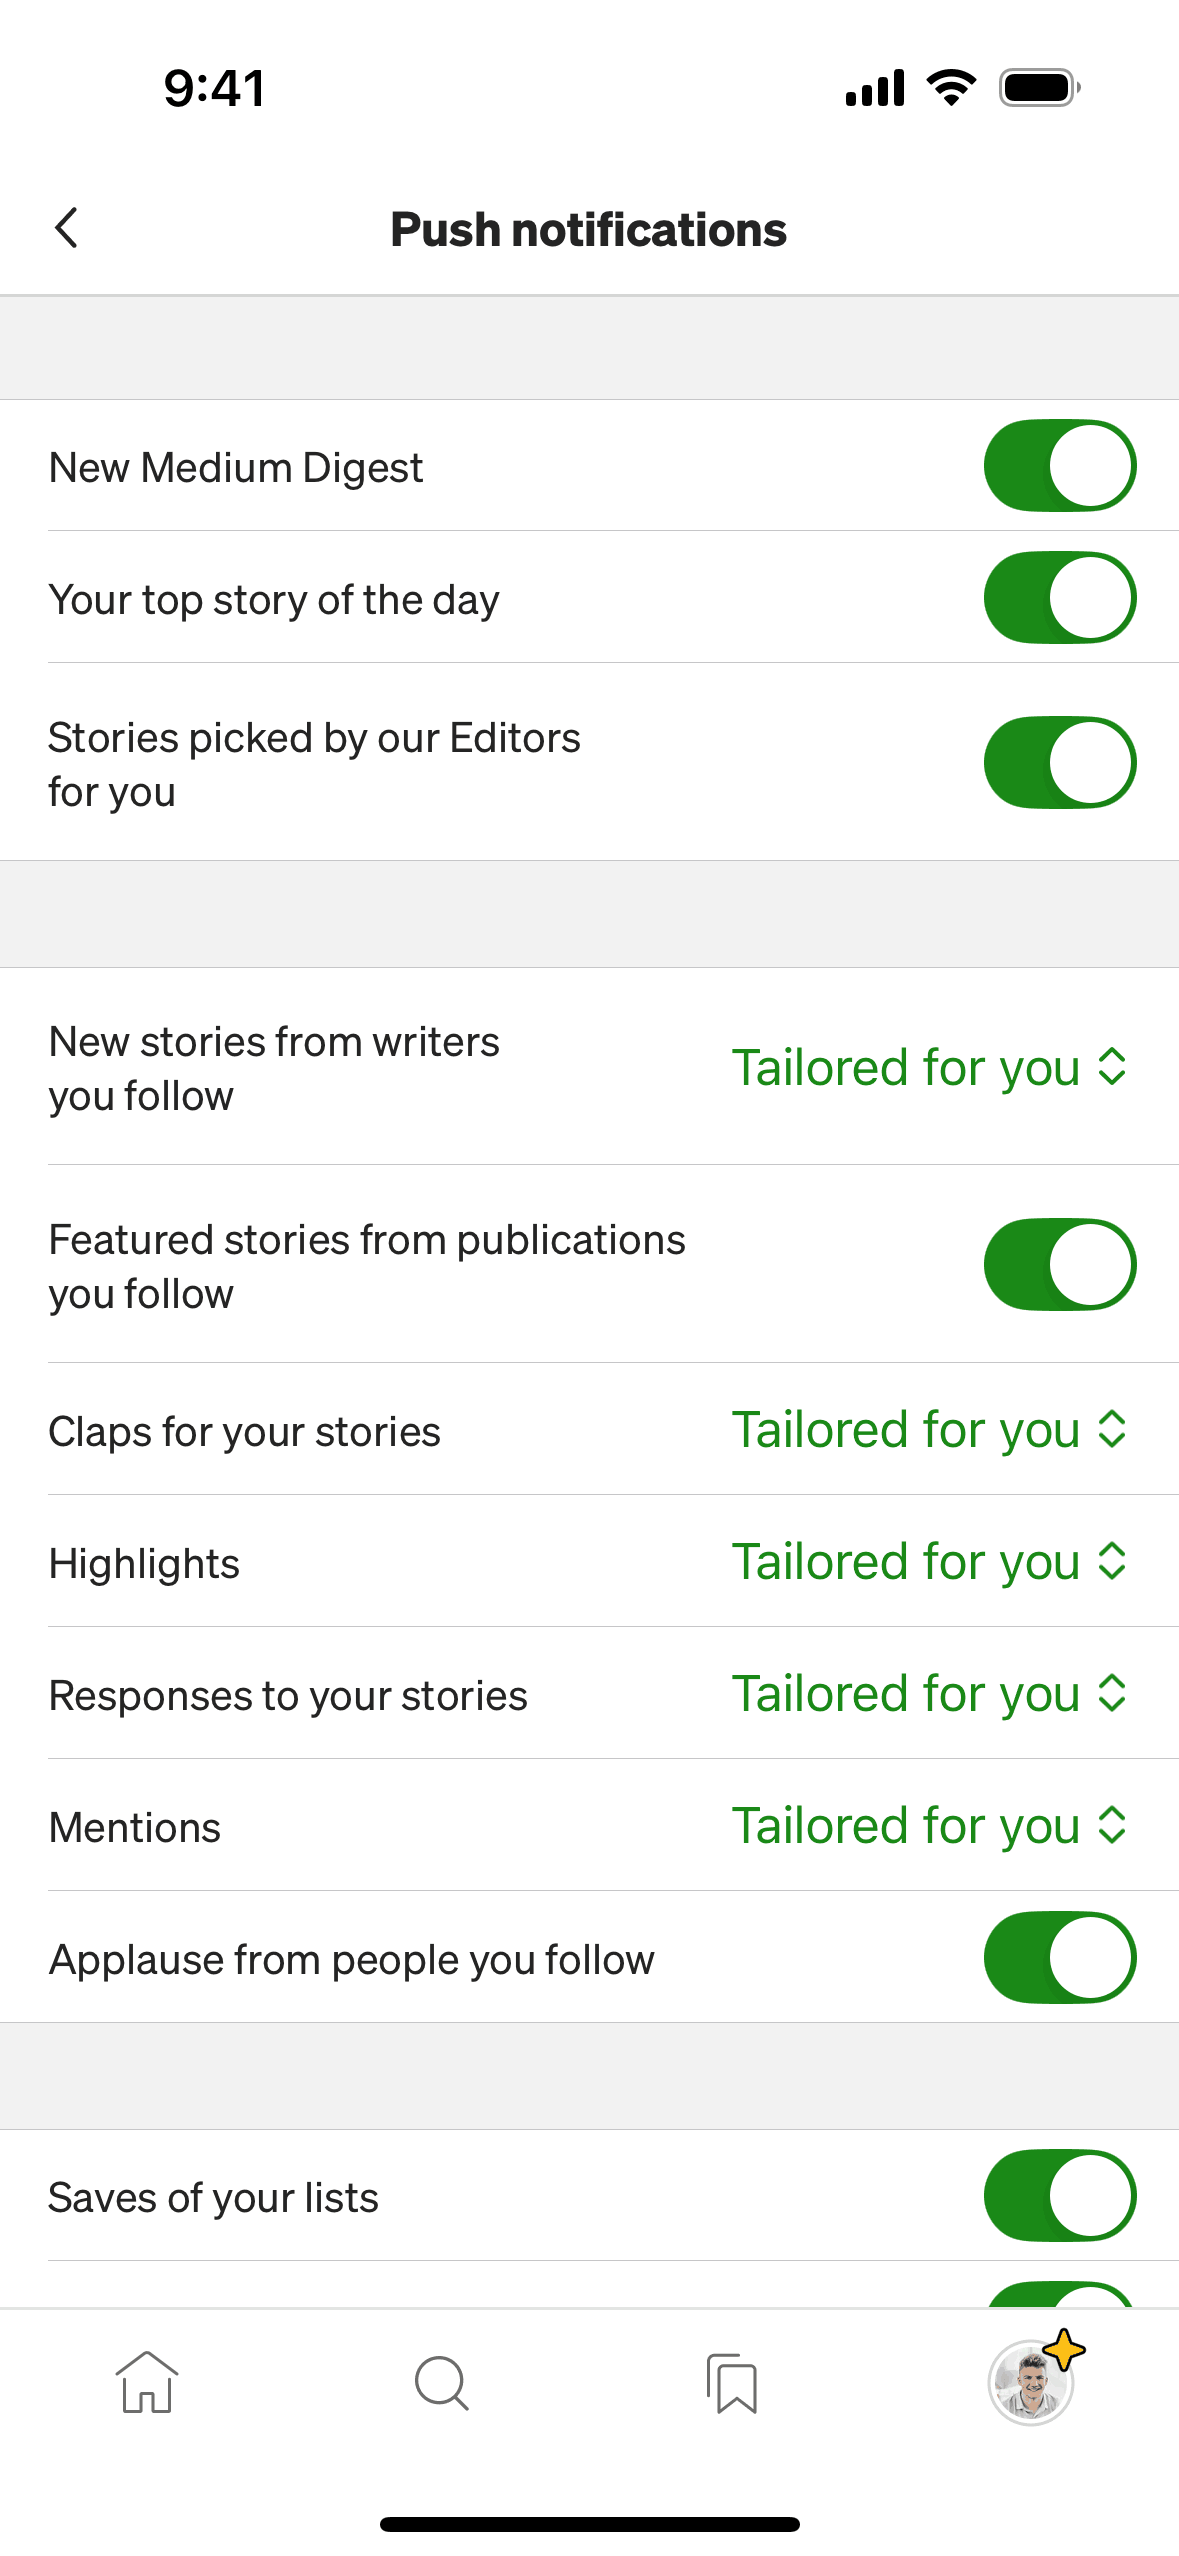 9:41
Push notifications
New Medium Digest
Your top story of the day
Stories picked by our Editors
for you
New stories from writers
you follow
Tailored for you
Featured stories from publications
you follow
Claps for your stories
Tailored for you
Highlights
Tailored for you
Responses to your stories
Tailored for you
Mentions
Tailored for you
Applause from people you follow
Saves of your lists